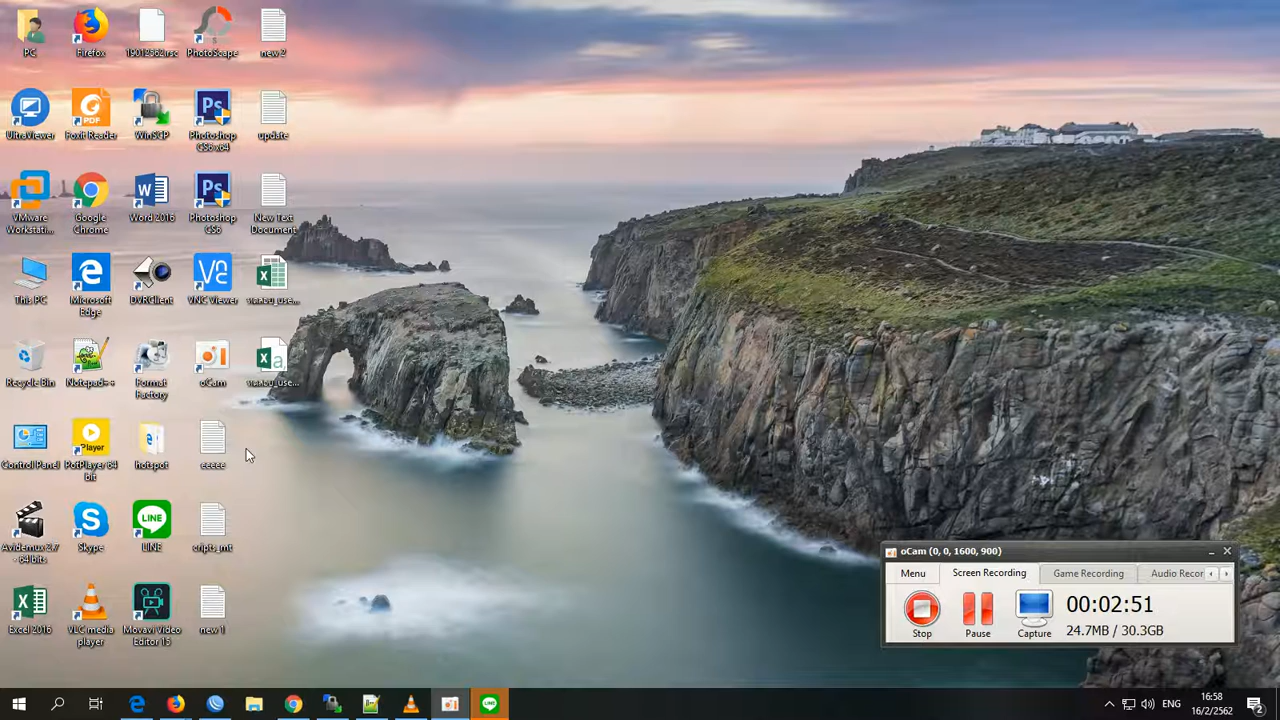 PC
Firefox
PhotoScape
new 2
UltraViewer
Foxit Reader
WinSCP
Photoshop
CS6 x64
update
VMware
Workstati...
Google
Chrome
Word 2016
Photoshop
CS6
New Text
Document
This PC
Microsoft
Edge
DVRClient
VNC Viewer
Recycle Bin
Notepad++
Format
Factory
oCam
Control Panel
PotPlayer 64
bit
hotspot
eeeee
Avidemux 2.7
- 64 bits
Skype
LINE
cripts_mt
Excel 2016
VLC media
player
Movavi Video
Editor 15
new 1
oCam (0, 0, 1600, 900)
Menu
Screen Recording
Game Recording
Audio Recor
Stop
Pause
Capture
00:02:51
24.7MB / 30.3GB
ENG
16:58
16/2/2562